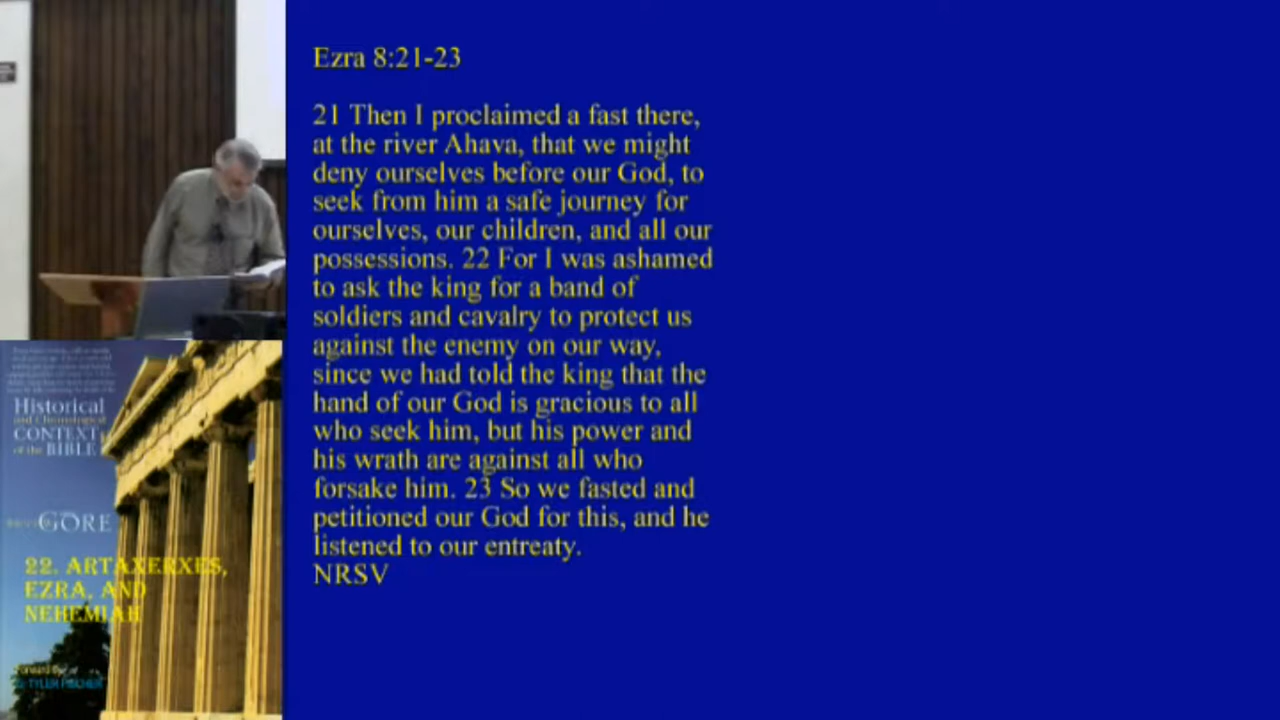 Ezra 8:21-23
21 Then I proclaimed a fast there,
at the river Ahava, that we might
deny ourselves before our God, to
seek from him a safe journey for
ourselves, our children, and all our
possessions. 22 For I was ashamed
to ask the king for a band of
soldiers and cavalry to protect us
against the enemy on our way,
since we had told the king that the
hand of our God is gracious to all
who seek him, but his power and
his wrath are against all who
forsake him. 23 So we fasted and
petitioned our God for this, and he
listened to our entreaty.
NRSV
Historical
and Chronological
CONTEXT
of the BIBLE
GORE
22. ARTAXERXES,
EZRA, AND
NEHEMIAH